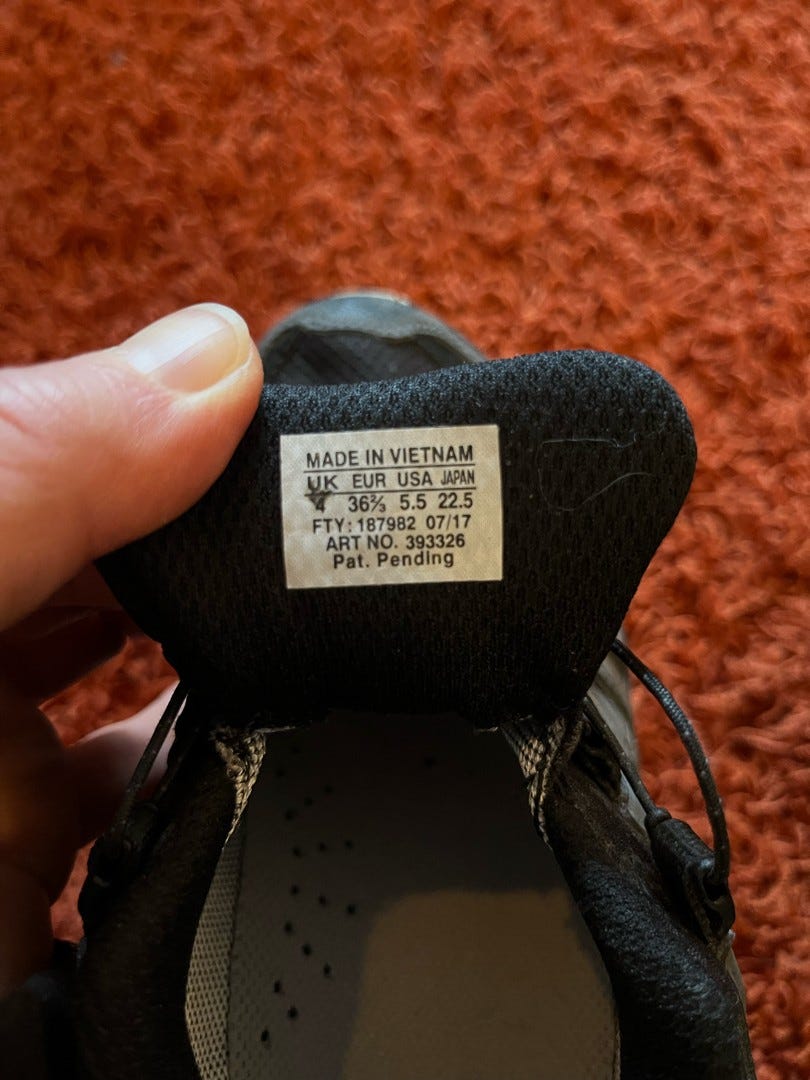 MADE IN VIETNAM
UK EUR USA JAPAN
4 36⅔ 5.5 22.5
FTY: 187982 07/17
ART NO. 393326
Pat. Pending